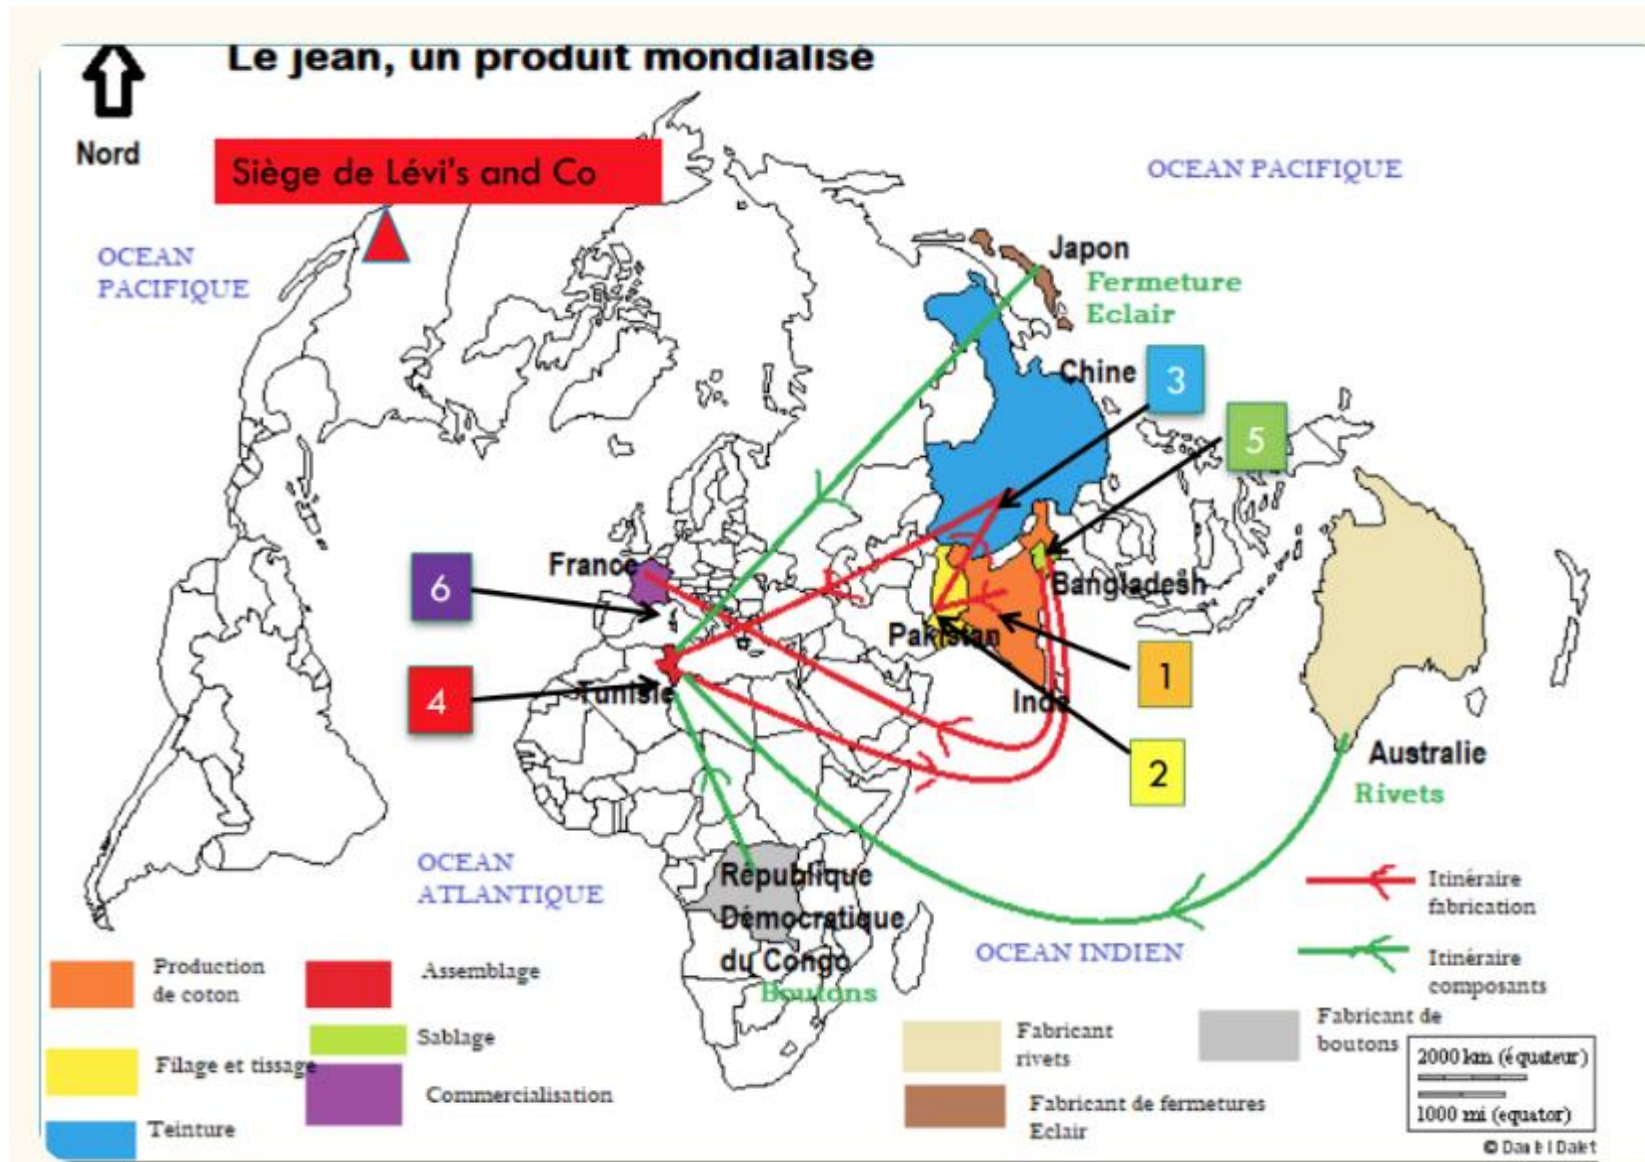 Le jean, un produit mondialisé
Nord
Siège de Lévi's and Co
OCEAN PACIFIQUE
OCEAN
PACIFIQUE
Japon
Fermeture
Eclair
Chine
3
5
France
6
Bangladesh
Pakistan
1
4
Tunisie
Inde
2
Australie
Rivets
OCEAN
ATLANTIQUE
République
Démocratique
du Congo
Boutons
OCEAN INDIEN
Itinéraire
fabrication
Itinéraire
composants
Production
de coton
Assemblage
Sablage
Filage et tissage
Commercialisation
Teinture
Fabricant
rivets
Fabricant de
boutons
Fabricant de fermetures
Eclair
2000 km (équateur)
1000 mi (equator)
© Daniel Dalet